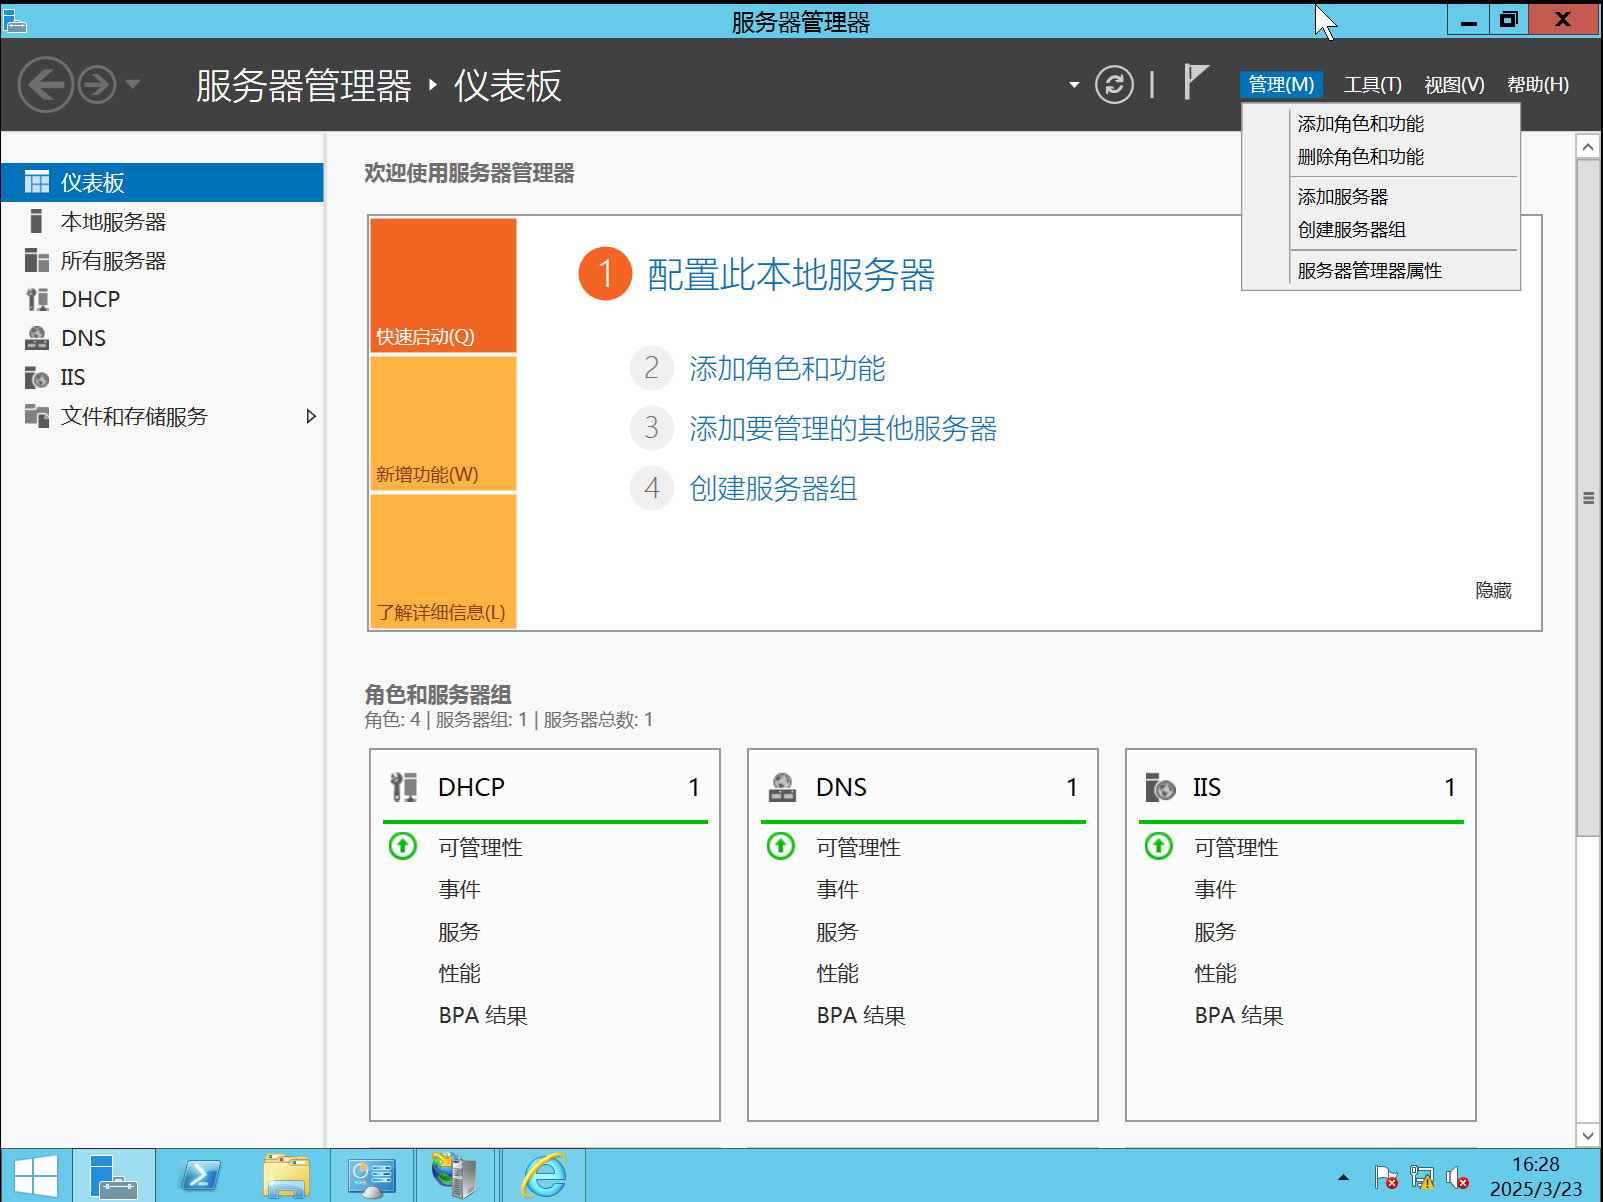 服务器管理器
服务器管理器 仪表板
管理(M) 工具(T) 视图(V) 帮助(H)
添加角色和功能
删除角色和功能
添加服务器
创建服务器组
服务器管理器属性
仪表板
本地服务器
所有服务器
DHCP
DNS
IIS
文件和存储服务
欢迎使用服务器管理器
快速启动(Q)
新增功能(W)
了解详细信息(L)
1 配置此本地服务器
2 添加角色和功能
3 添加要管理的其他服务器
4 创建服务器组
隐藏
角色和服务器组
角色: 4 | 服务器组: 1 | 服务器总数: 1
DHCP 1
可管理性
事件
服务
性能
BPA 结果
DNS 1
可管理性
事件
服务
性能
BPA 结果
IIS 1
可管理性
事件
服务
性能
BPA 结果
16:28
2025/3/23